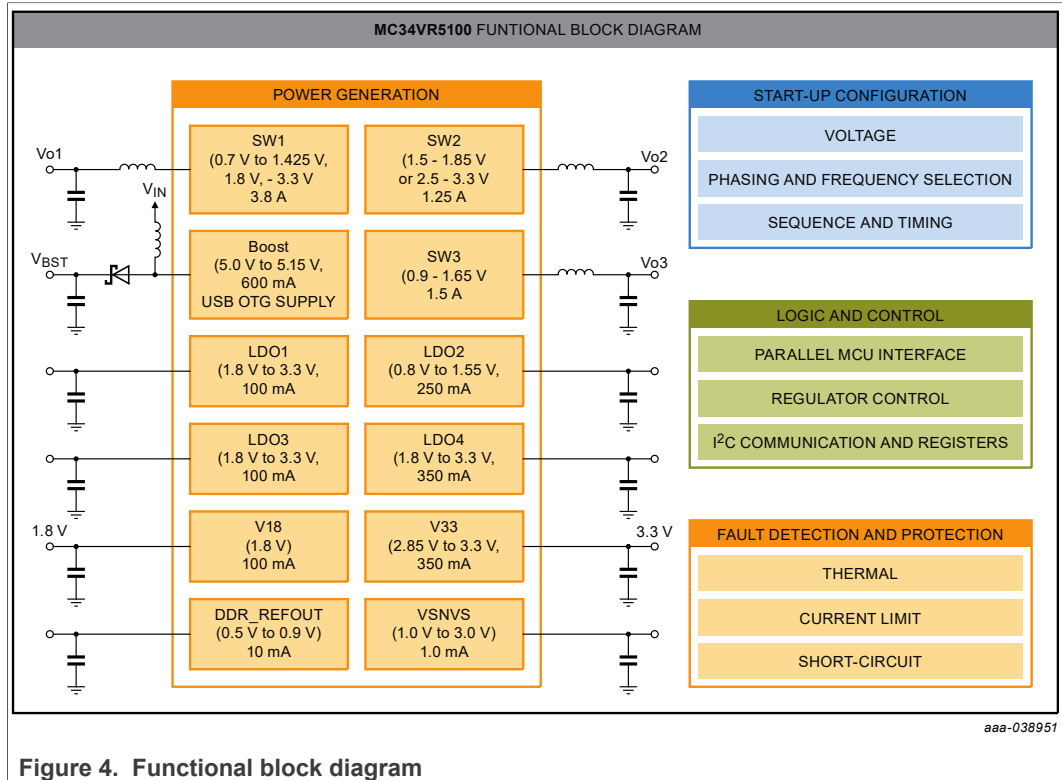 MC34VR5100 FUNTIONAL BLOCK DIAGRAM
POWER GENERATION
SW1
(0.7 V to 1.425 V,
1.8 V, - 3.3 V
3.8 A
SW2
(1.5 - 1.85 V
or 2.5 - 3.3 V
1.25 A
Vo1
Vo2
VIN
Boost
(5.0 V to 5.15 V,
600 mA
USB OTG SUPPLY
SW3
(0.9 - 1.65 V
1.5 A
VBST
Vo3
LDO1
(1.8 V to 3.3 V,
100 mA
LDO2
(0.8 V to 1.55 V,
250 mA
LDO3
(1.8 V to 3.3 V,
100 mA
LDO4
(1.8 V to 3.3 V,
350 mA
1.8 V
V18
(1.8 V)
100 mA
V33
(2.85 V to 3.3 V,
350 mA
3.3 V
DDR_REFOUT
(0.5 V to 0.9 V)
10 mA
VSNVS
(1.0 V to 3.0 V)
1.0 mA
START-UP CONFIGURATION
VOLTAGE
PHASING AND FREQUENCY SELECTION
SEQUENCE AND TIMING
LOGIC AND CONTROL
PARALLEL MCU INTERFACE
REGULATOR CONTROL
I2C COMMUNICATION AND REGISTERS
FAULT DETECTION AND PROTECTION
THERMAL
CURRENT LIMIT
SHORT-CIRCUIT
aaa-038951
Figure 4. Functional block diagram